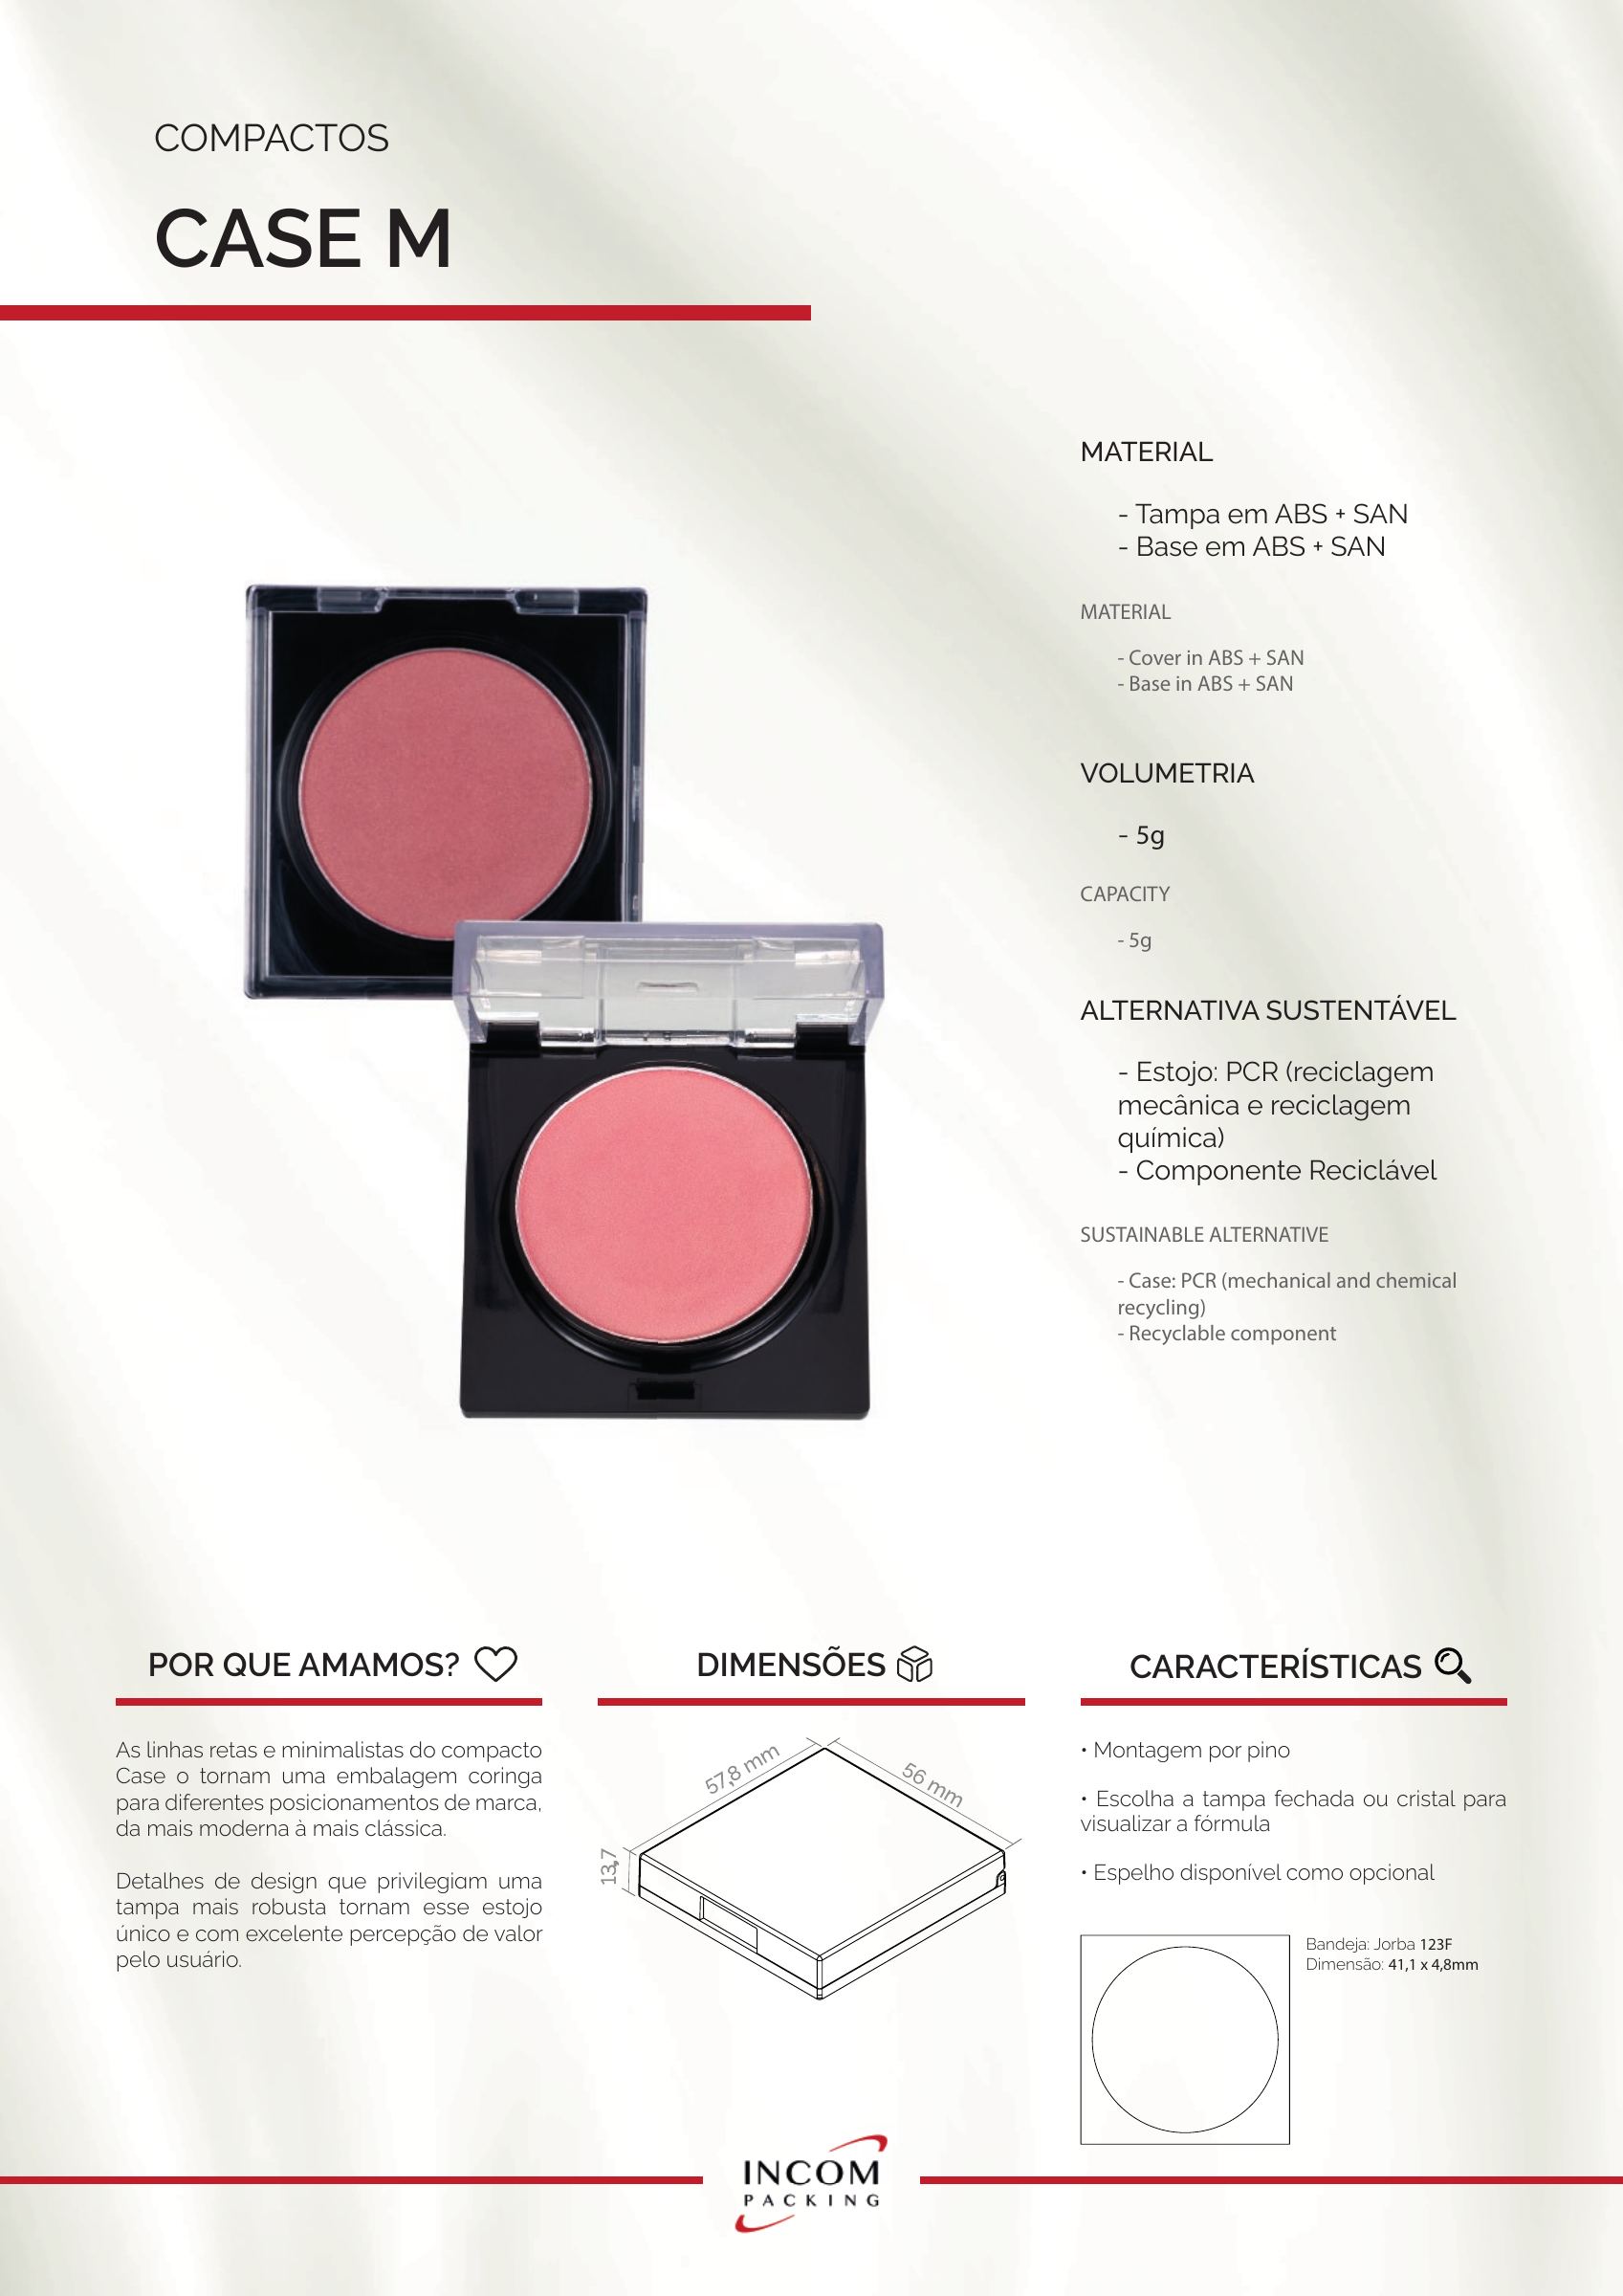 COMPACTOS
CASE M
MATERIAL
- Tampa em ABS + SAN
- Base em ABS + SAN
MATERIAL
- Cover in ABS + SAN
- Base in ABS + SAN
VOLUMETRIA
- 5g
CAPACITY
- 5g
ALTERNATIVA SUSTENTÁVEL
- Estojo: PCR (reciclagem
mecânica e reciclagem
química)
- Componente Reciclável
SUSTAINABLE ALTERNATIVE
- Case: PCR (mechanical and chemical
recycling)
- Recyclable component
POR QUE AMAMOS?
As linhas retas e minimalistas do compacto
Case o tornam uma embalagem coringa
para diferentes posicionamentos de marca,
da mais moderna à mais clássica.
Detalhes de design que privilegiam uma
tampa mais robusta tornam esse estojo
único e com excelente percepção de valor
pelo usuário.
DIMENSÕES
57,8 mm
56 mm
13,7
CARACTERÍSTICAS
• Montagem por pino
• Escolha a tampa fechada ou cristal para
visualizar a fórmula
• Espelho disponível como opcional
Bandeja: Jorba 123F
Dimensão: 41,1 x 4,8mm
INCOM
PACKING